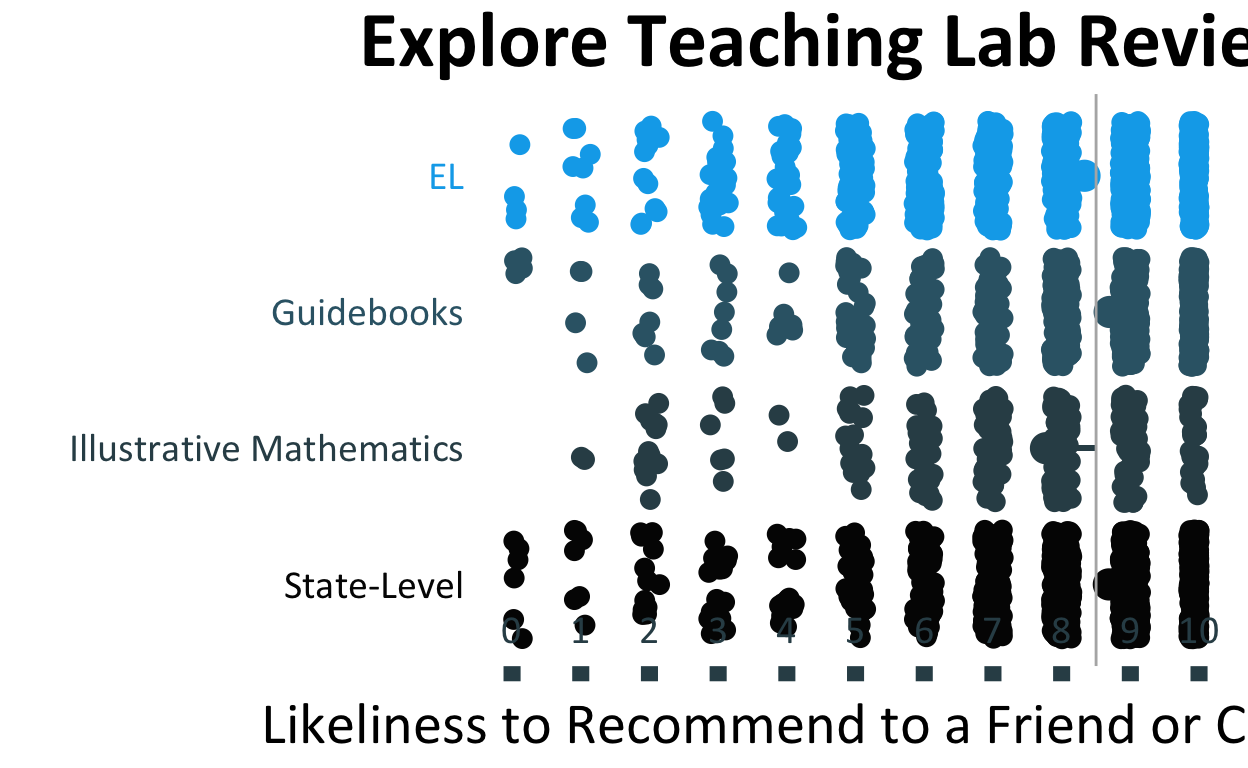 Explore Teaching Lab Revie
EL
Guidebooks
Illustrative Mathematics
State-Level
0 1 2 3 4 5 6 7 8 9 10
Likeliness to Recommend to a Friend or C